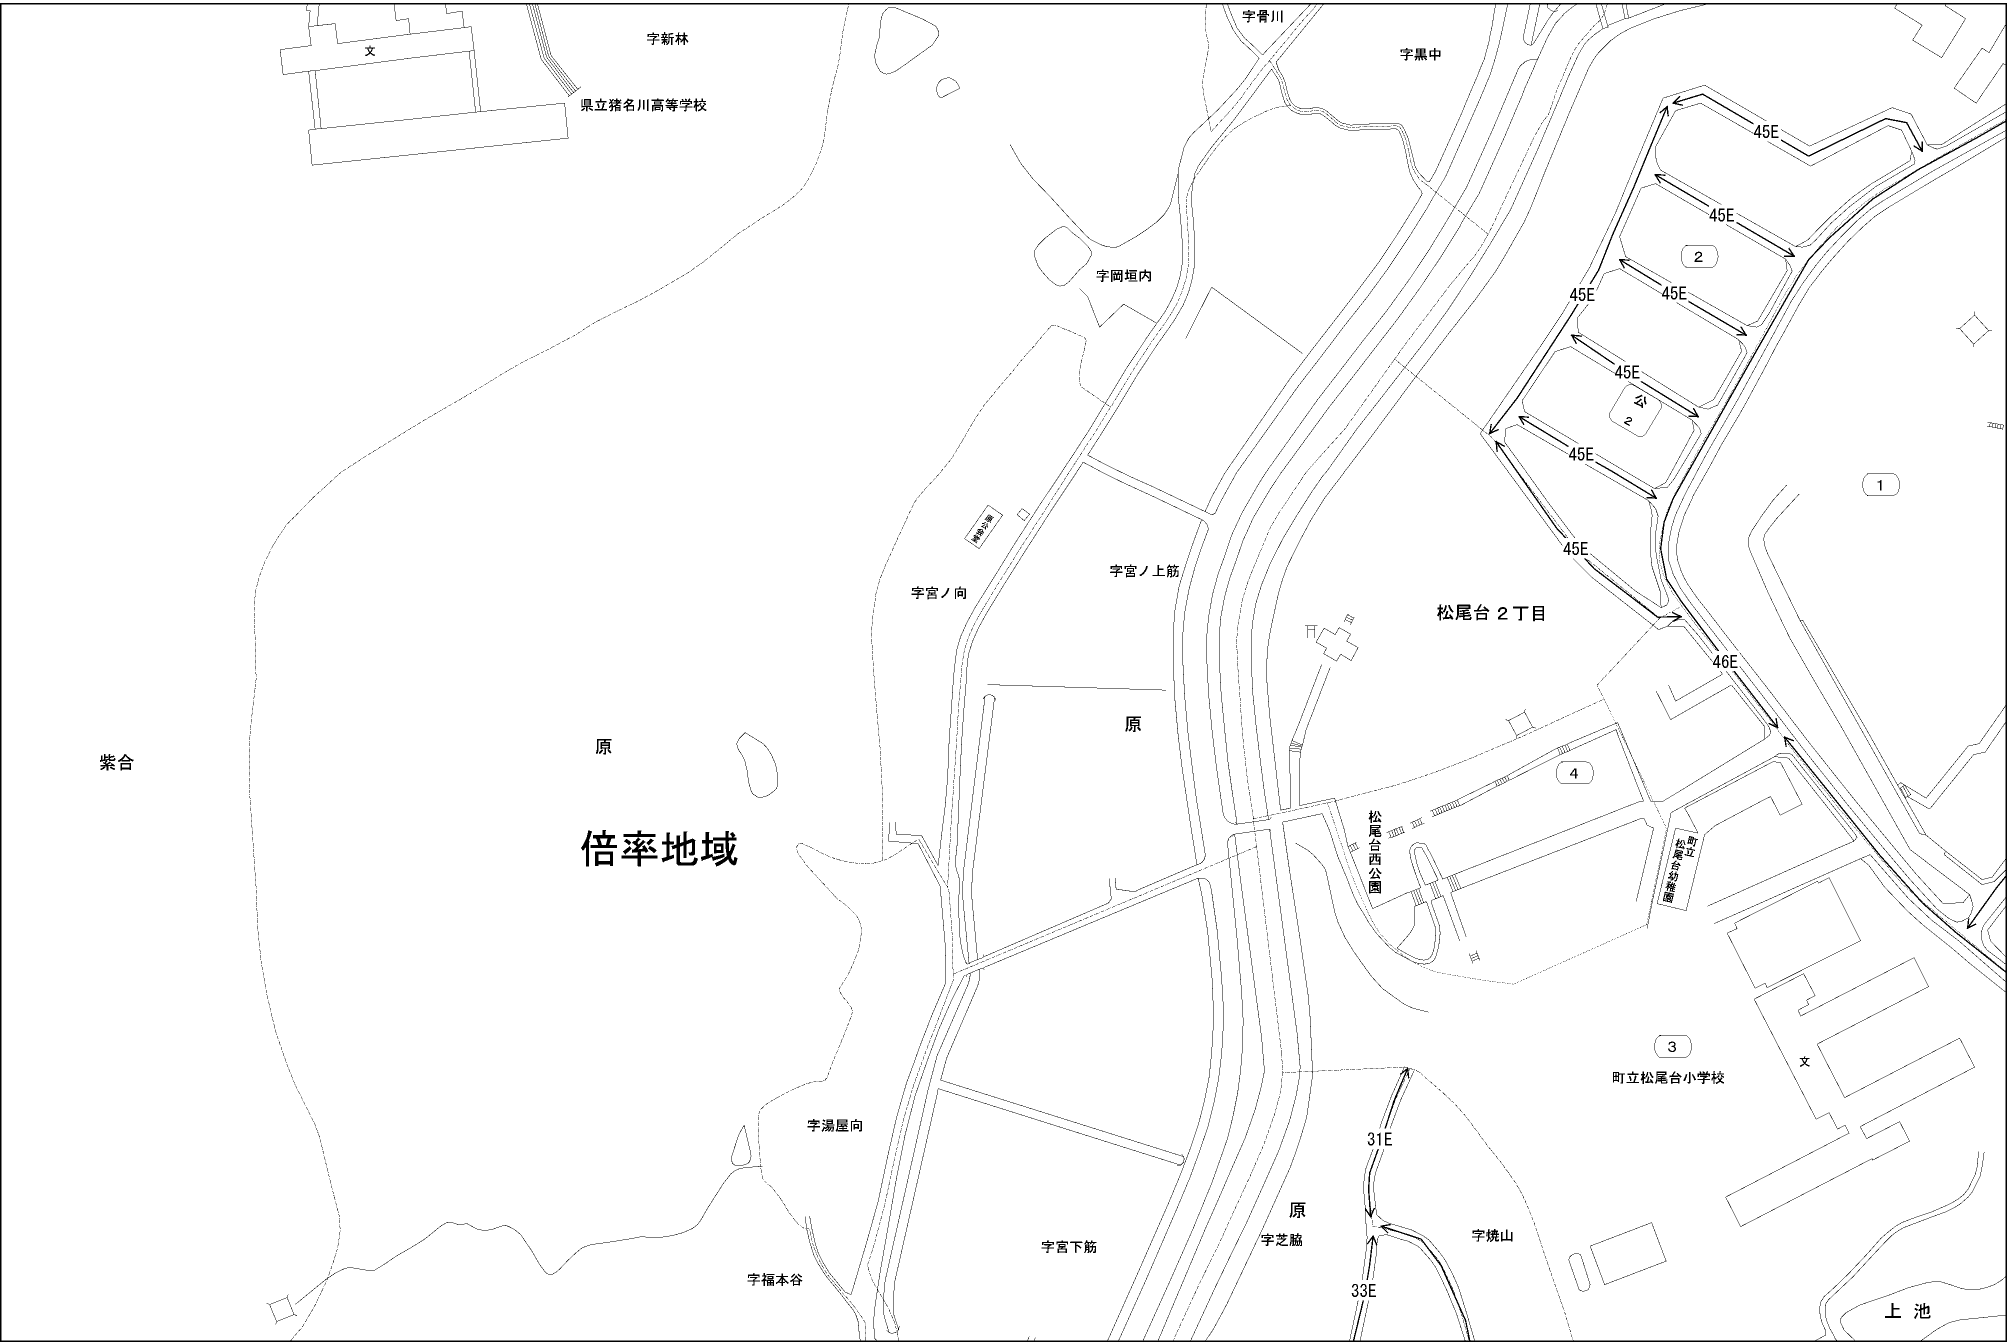 字骨川
字新林
文
字黒中
県立猪名川高等学校
45E
45E
2
字岡垣内
45E
45E
45E
公
2
45E
1
原公会堂
45E
字宮ノ上筋
字宮ノ向
松尾台 2丁目
46E
原
原
紫合
4
倍率地域
松尾台西公園
町立
松尾台幼稚園
3
文
町立松尾台小学校
字湯屋向
31E
原
字焼山
字芝脇
字宮下筋
字福本谷
33E
上 池